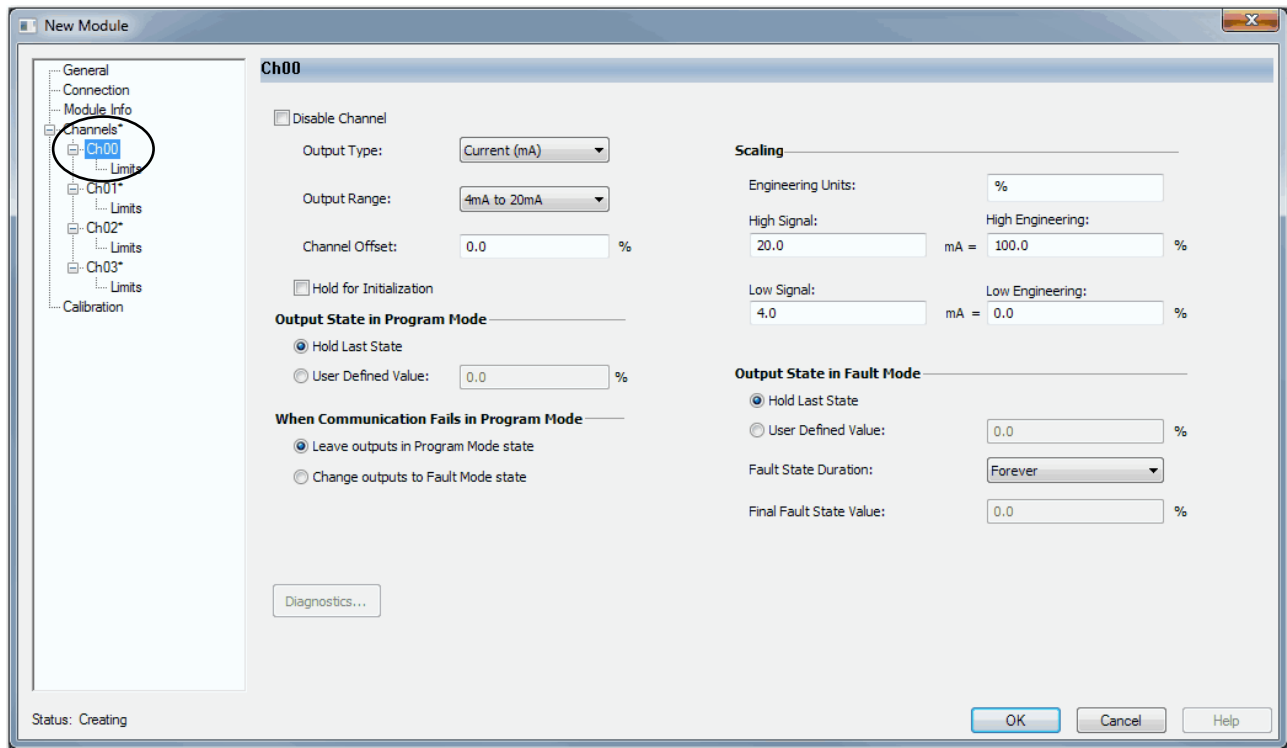 New Module
General
Connection
Module Info
Channels*
Ch00
Limits
Ch01*
Limits
Ch02*
Limits
Ch03*
Limits
Calibration
Ch00
Disable Channel
Output Type: Current (mA)
Output Range: 4mA to 20mA
Channel Offset: 0.0 %
Hold for Initialization
Output State in Program Mode
Hold Last State
User Defined Value: 0.0 %
When Communication Fails in Program Mode
Leave outputs in Program Mode state
Change outputs to Fault Mode state
Diagnostics...
Scaling
Engineering Units: %
High Signal: High Engineering:
20.0 mA = 100.0 %
Low Signal: Low Engineering:
4.0 mA = 0.0 %
Output State in Fault Mode
Hold Last State
User Defined Value: 0.0 %
Fault State Duration: Forever
Final Fault State Value: 0.0 %
Status: Creating
OK Cancel Help